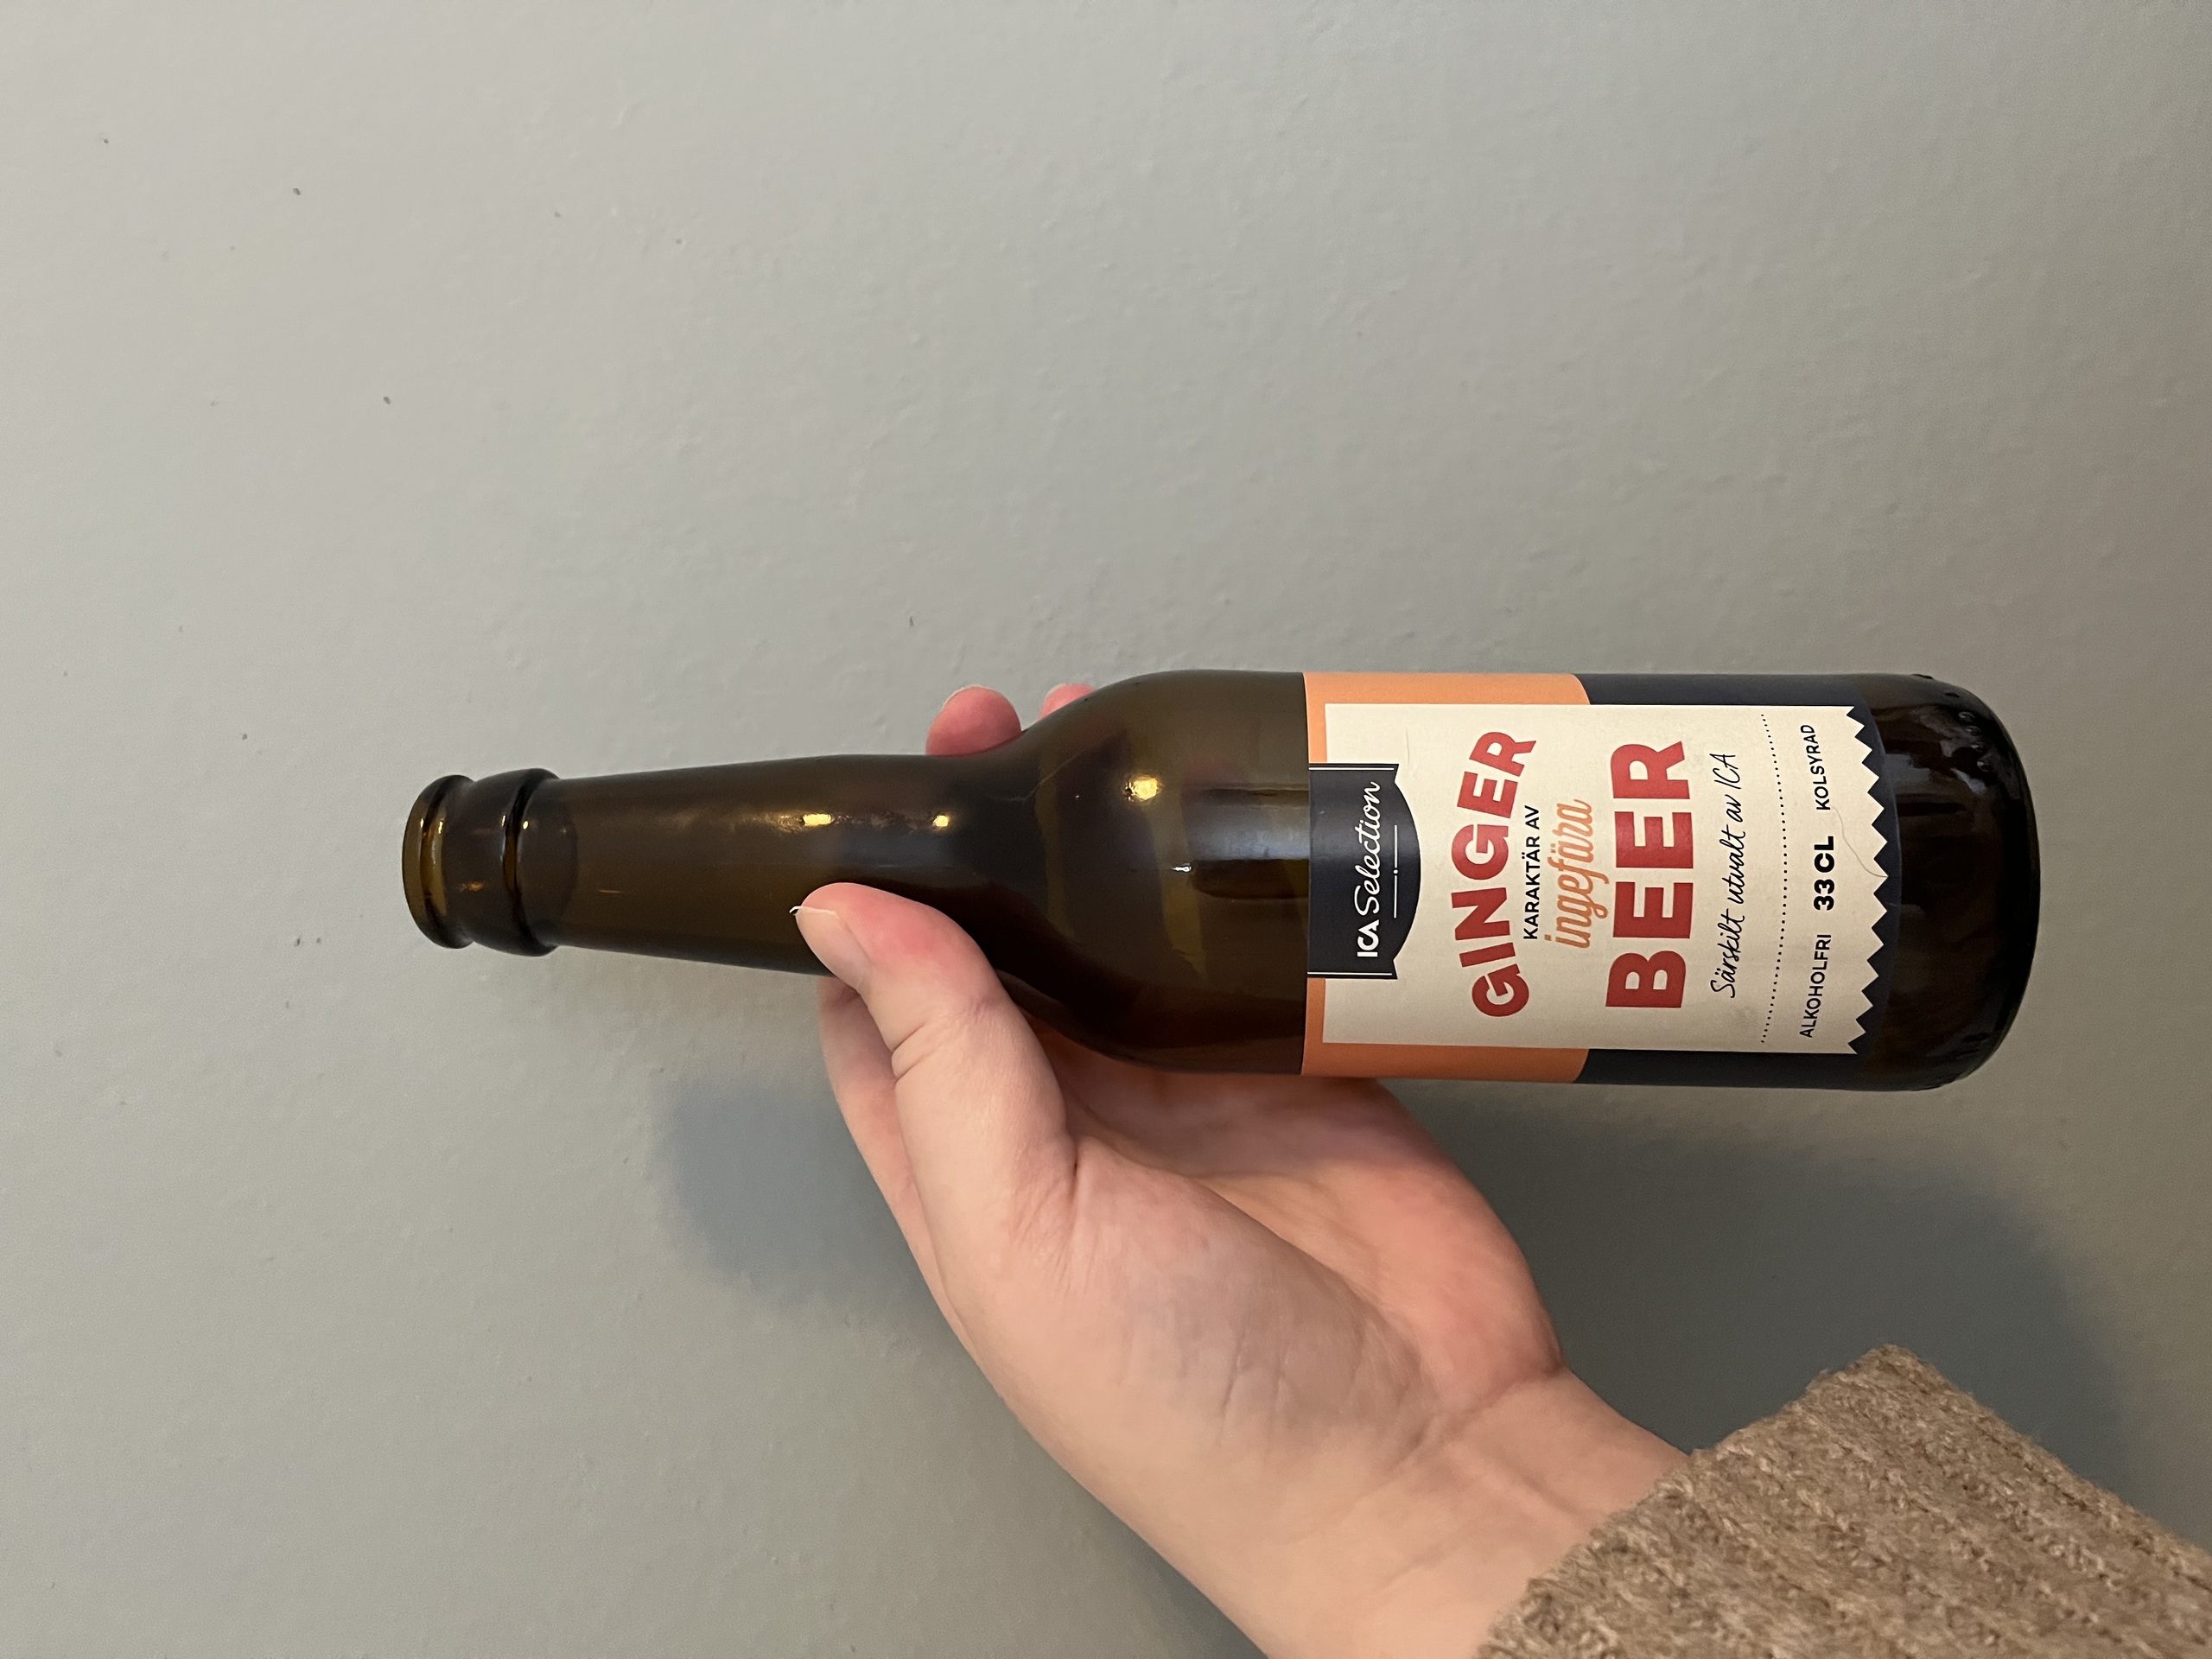 ICA Selection
GINGER
KARAKTÄR AV
ingefära
BEER
Särskilt utvalt av ICA
ALKOHOLFRI 33 CL KOLSYRAD